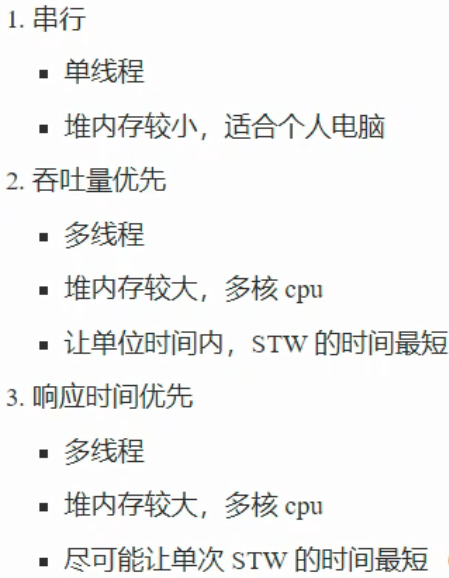 1. 串行
▪ 单线程
▪ 堆内存较小，适合个人电脑
2. 吞吐量优先
▪ 多线程
▪ 堆内存较大，多核 cpu
▪ 让单位时间内，STW 的时间最短
3. 响应时间优先
▪ 多线程
▪ 堆内存较大，多核 cpu
▪ 尽可能让单次 STW 的时间最短